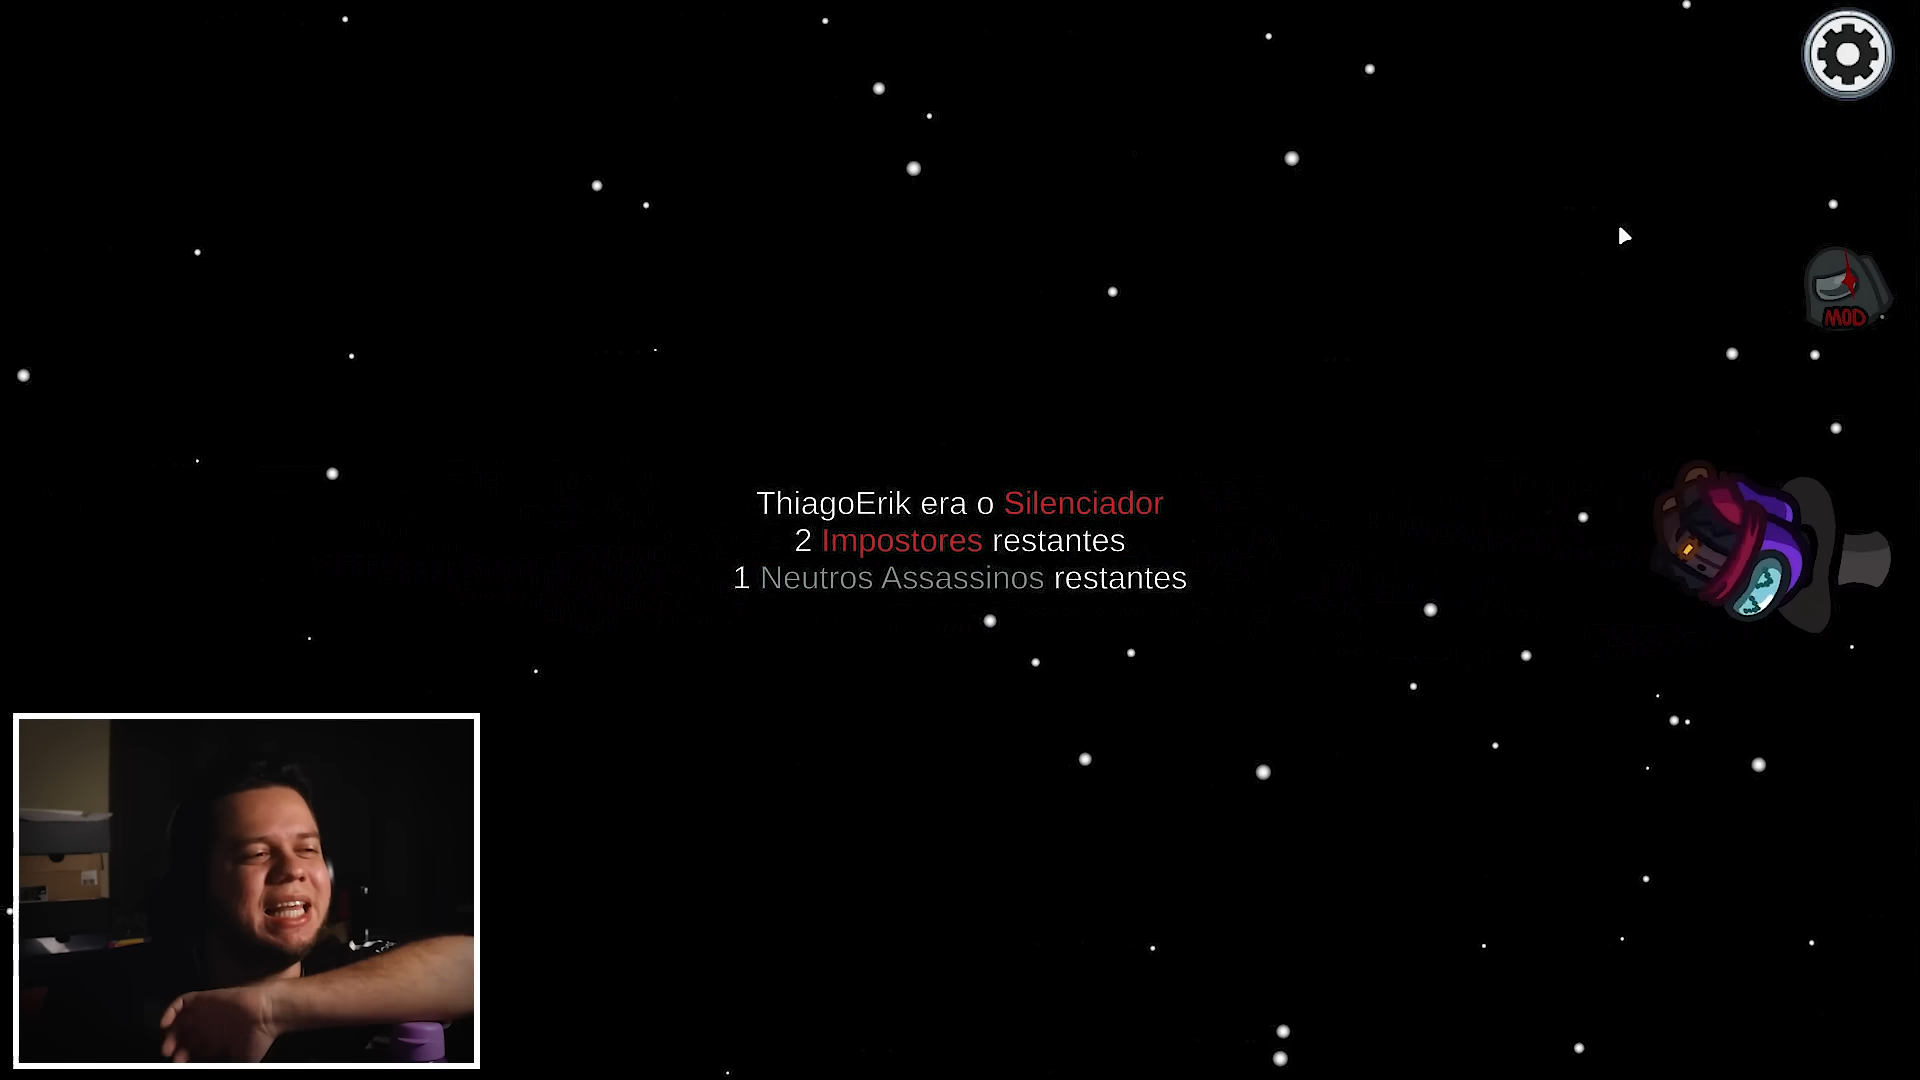 MOD
ThiagoErik era o Silenciador
2 Impostores restantes
1 Neutros Assassinos restantes